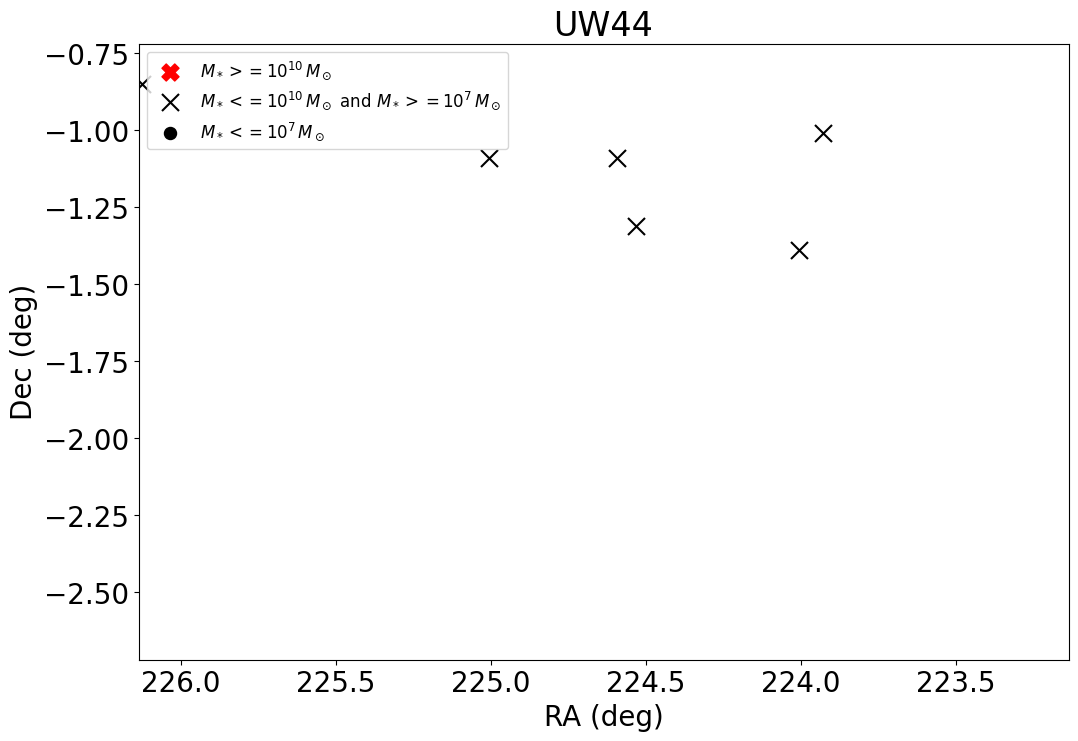 UW44
−0.75
M* >= 10^10 M⊙
M* <= 10^10 M⊙ and M* >= 10^7 M⊙
M* <= 10^7 M⊙
−1.00
−1.25
−1.50
−1.75
−2.00
−2.25
−2.50
Dec (deg)
226.0 225.5 225.0 224.5 224.0 223.5
RA (deg)